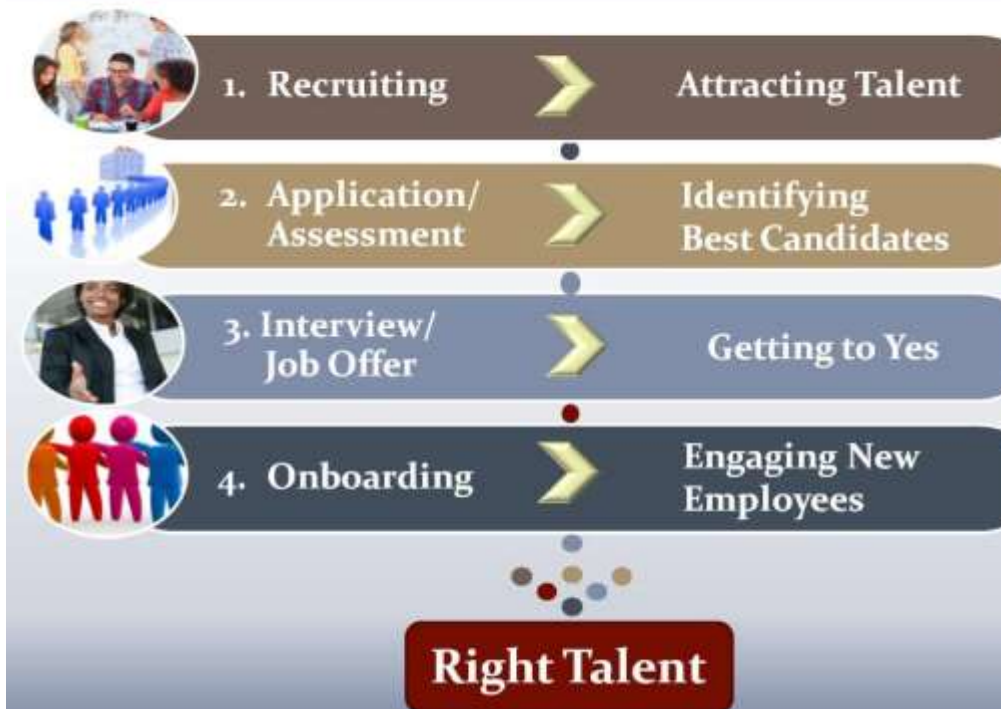 1. Recruiting
Attracting Talent
2. Application/
Assessment
Identifying
Best Candidates
3. Interview/
Job Offer
Getting to Yes
4. Onboarding
Engaging New
Employees
Right Talent